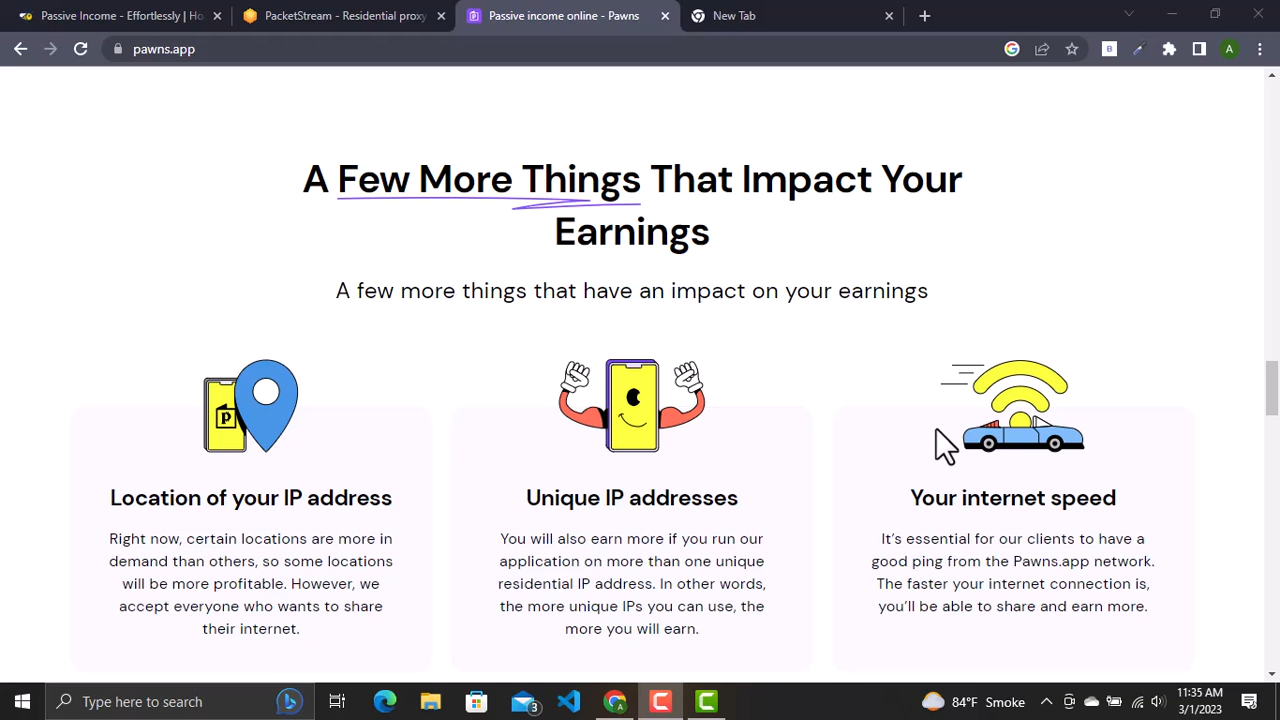 Passive Income - Effortlessly | Ho
PacketStream - Residential proxy
Passive income online - Pawns
New Tab
pawns.app
A
A Few More Things That Impact Your
Earnings
A few more things that have an impact on your earnings
Location of your IP address
Right now, certain locations are more in
demand than others, so some locations
will be more profitable. However, we
accept everyone who wants to share
their internet.
Unique IP addresses
You will also earn more if you run our
application on more than one unique
residential IP address. In other words,
the more unique IPs you can use, the
more you will earn.
Your internet speed
It’s essential for our clients to have a
good ping from the Pawns.app network.
The faster your internet connection is,
you’ll be able to share and earn more.
Type here to search
3
84°F Smoke
11:35 AM
3/1/2023